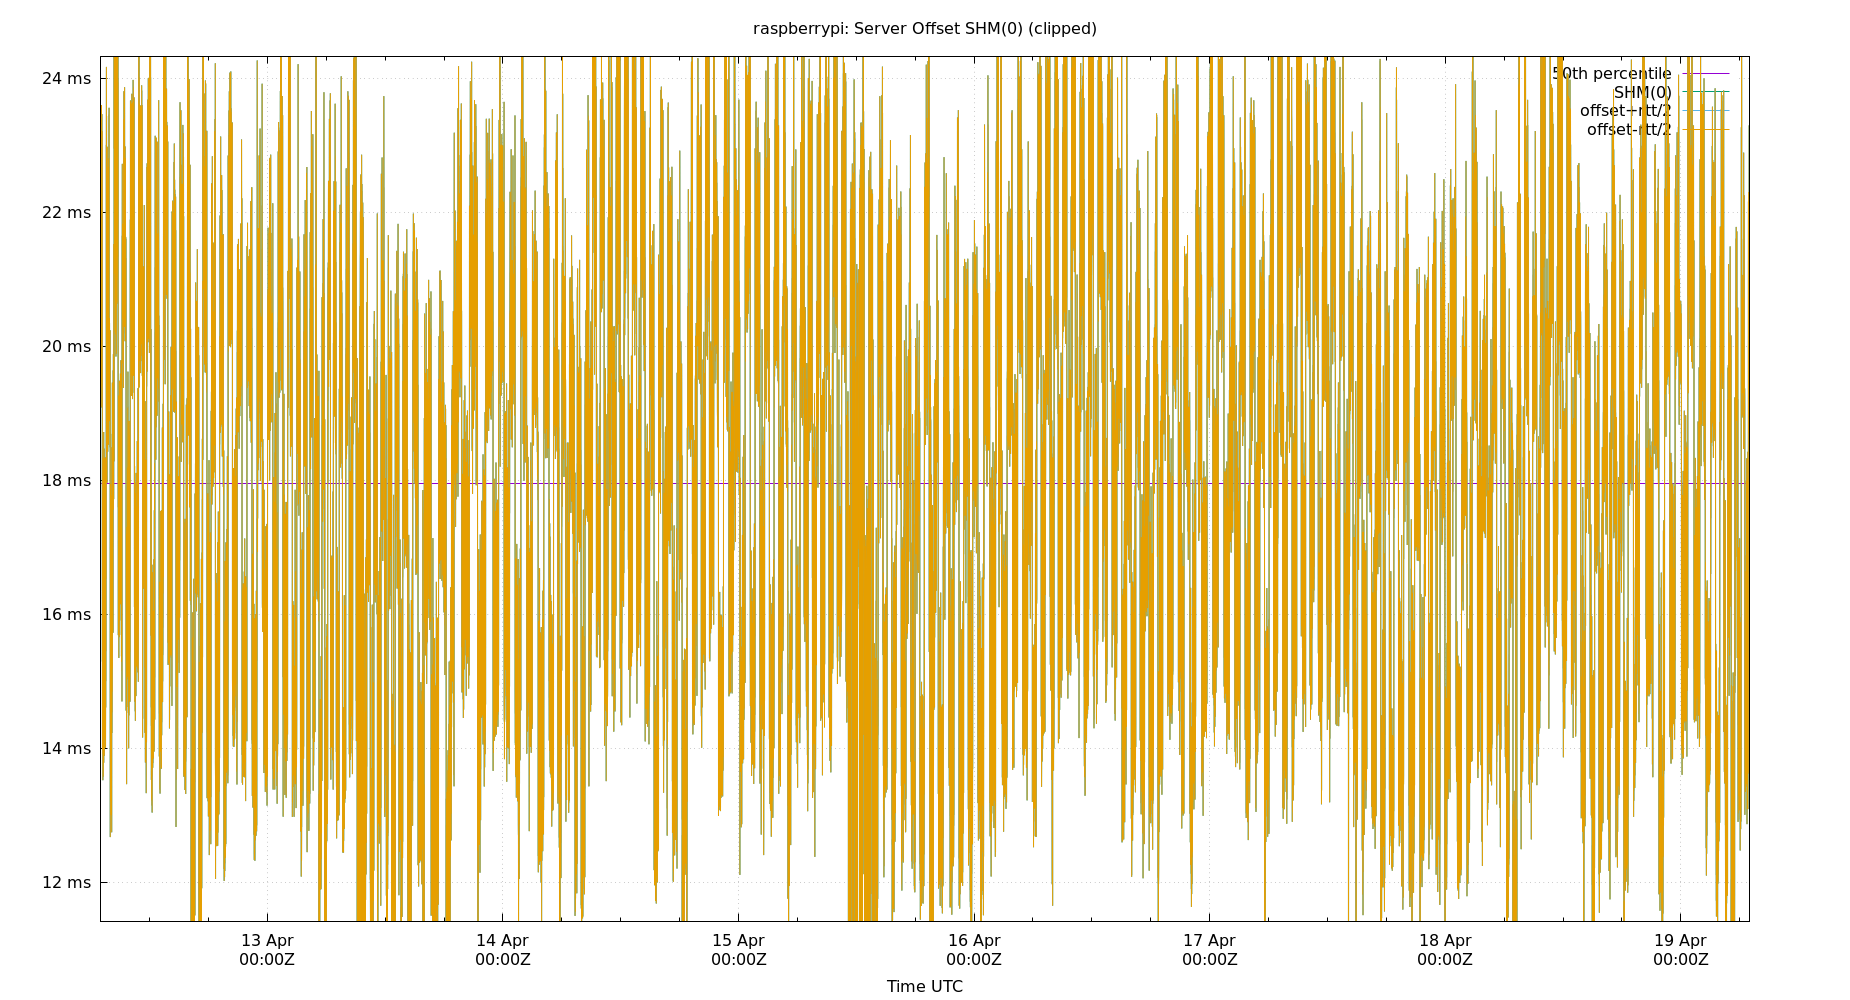 raspberrypi: Server Offset SHM(0) (clipped)
24 ms
22 ms
20 ms
18 ms
16 ms
14 ms
12 ms
50th percentile
SHM(0)
offset+rtt/2
offset-rtt/2
13 Apr
00:00Z
14 Apr
00:00Z
15 Apr
00:00Z
16 Apr
00:00Z
17 Apr
00:00Z
18 Apr
00:00Z
19 Apr
00:00Z
Time UTC